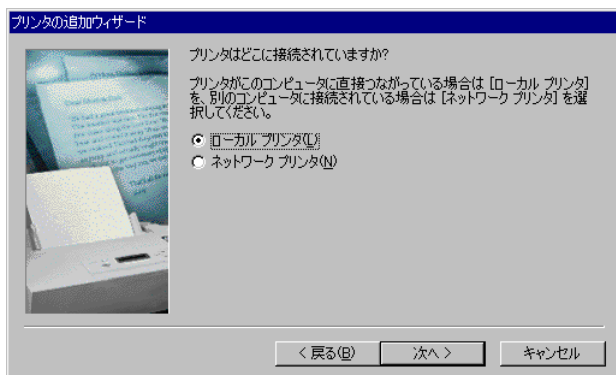 プリンタの追加ウィザード
プリンタはどこに接続されていますか?
プリンタがこのコンピュータに直接つながっている場合は [ローカル プリンタ]
を、別のコンピュータに接続されている場合は [ネットワーク プリンタ] を選
択してください。
ローカル プリンタ(L)
ネットワーク プリンタ(N)
< 戻る(B)
次へ >
キャンセル